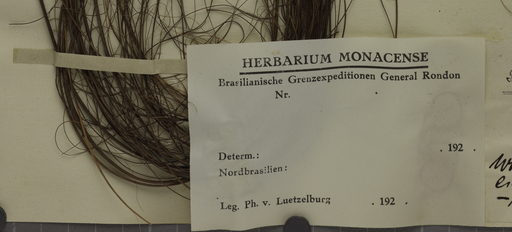 HERBARIUM MONACENSE
Brasilianische Grenzexpeditionen General Rondon
Nr.
Determ.: . 192 .
Nordbrasilien:
Leg. Ph. v. Luetzelburg . 192 .